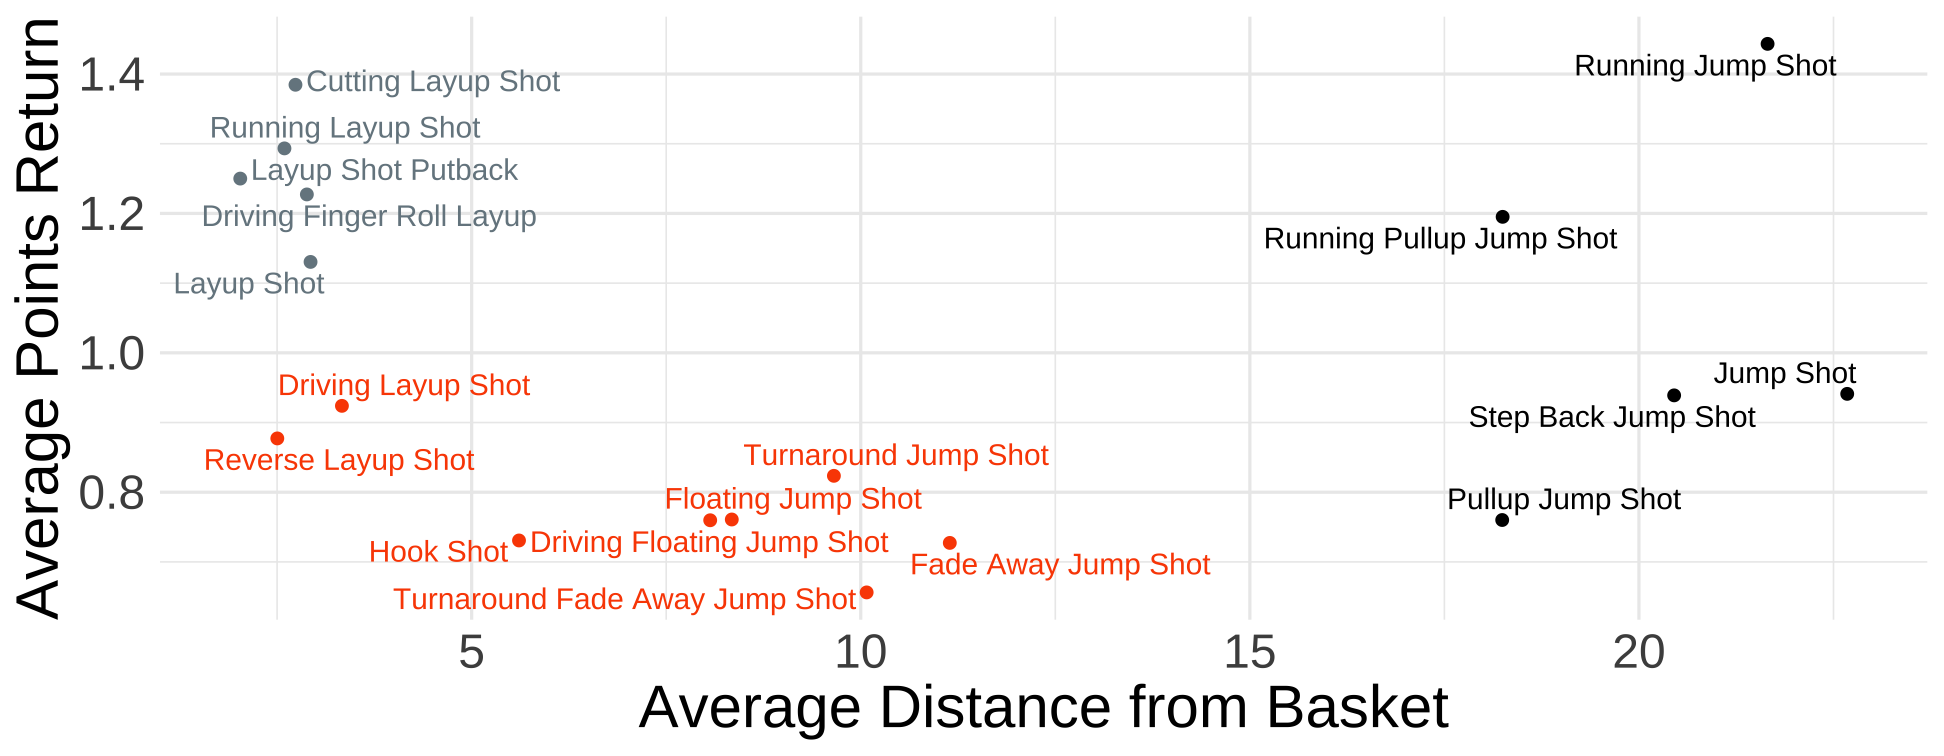 Average Points Return
1.4
1.2
1.0
0.8
Cutting Layup Shot
Running Layup Shot
Layup Shot Putback
Driving Finger Roll Layup
Layup Shot
Running Jump Shot
Running Pullup Jump Shot
Jump Shot
Step Back Jump Shot
Pullup Jump Shot
Driving Layup Shot
Reverse Layup Shot
Turnaround Jump Shot
Floating Jump Shot
Hook Shot
Driving Floating Jump Shot
Fade Away Jump Shot
Turnaround Fade Away Jump Shot
5
10
15
20
Average Distance from Basket